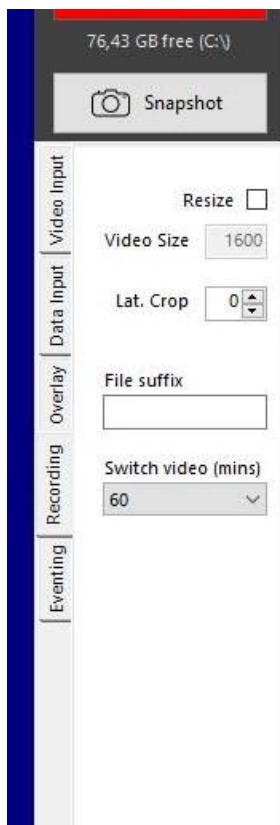 76,43 GB free (C:\)
Snapshot
Video Input
Data Input
Overlay
Recording
Eventing
Resize
Video Size 1600
Lat. Crop 0
File suffix
Switch video (mins)
60